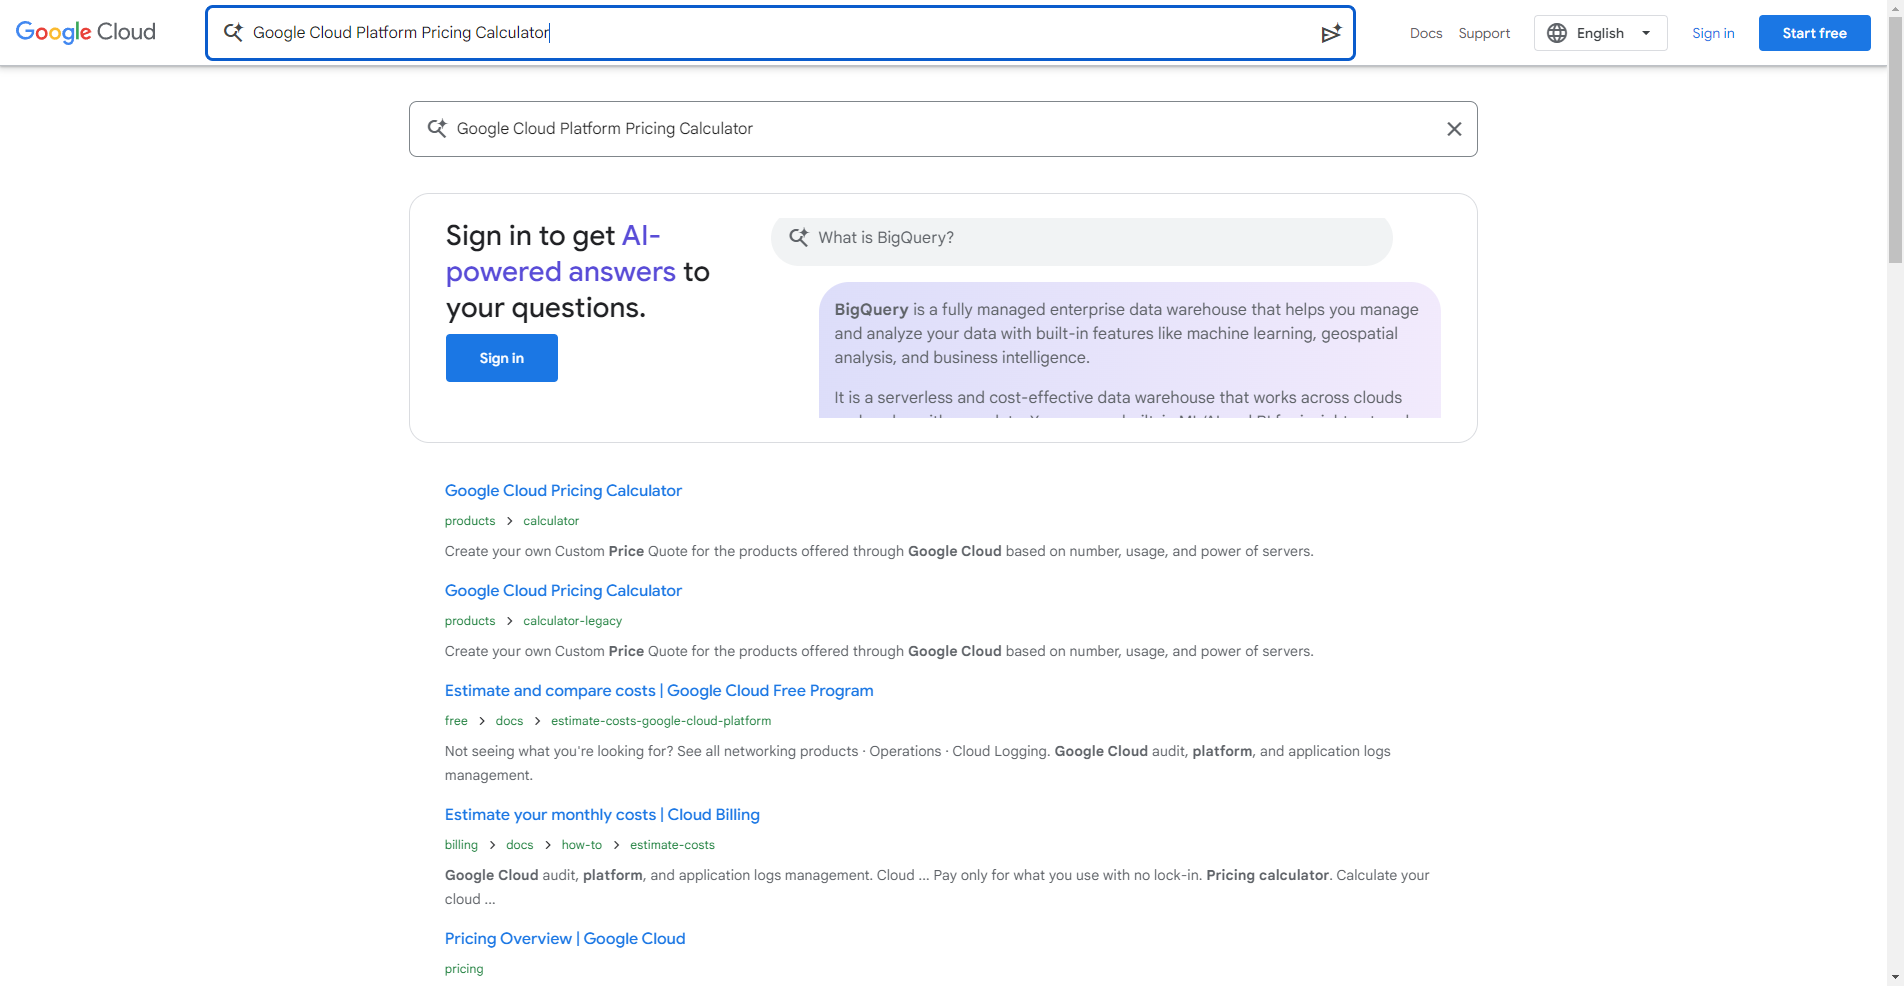 Google Cloud
Google Cloud Platform Pricing Calculator
Docs
Support
English
Sign in
Start free
Google Cloud Platform Pricing Calculator
Sign in to get AI-
powered answers to
your questions.
Sign in
What is BigQuery?
BigQuery is a fully managed enterprise data warehouse that helps you manage
and analyze your data with built-in features like machine learning, geospatial
analysis, and business intelligence.
It is a serverless and cost-effective data warehouse that works across clouds
Google Cloud Pricing Calculator
products > calculator
Create your own Custom Price Quote for the products offered through Google Cloud based on number, usage, and power of servers.
Google Cloud Pricing Calculator
products > calculator-legacy
Create your own Custom Price Quote for the products offered through Google Cloud based on number, usage, and power of servers.
Estimate and compare costs | Google Cloud Free Program
free > docs > estimate-costs-google-cloud-platform
Not seeing what you're looking for? See all networking products · Operations · Cloud Logging. Google Cloud audit, platform, and application logs
management.
Estimate your monthly costs | Cloud Billing
billing > docs > how-to > estimate-costs
Google Cloud audit, platform, and application logs management. Cloud ... Pay only for what you use with no lock-in. Pricing calculator. Calculate your
cloud ...
Pricing Overview | Google Cloud
pricing